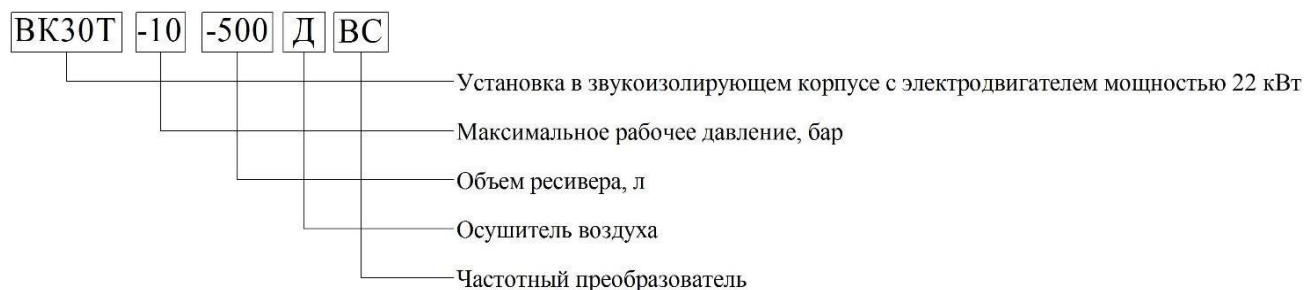 ВК30Т -10 -500 Д ВС
Установка в звукоизолирующем корпусе с электродвигателем мощностью 22 кВт
Максимальное рабочее давление, бар
Объем ресивера, л
Осушитель воздуха
Частотный преобразователь